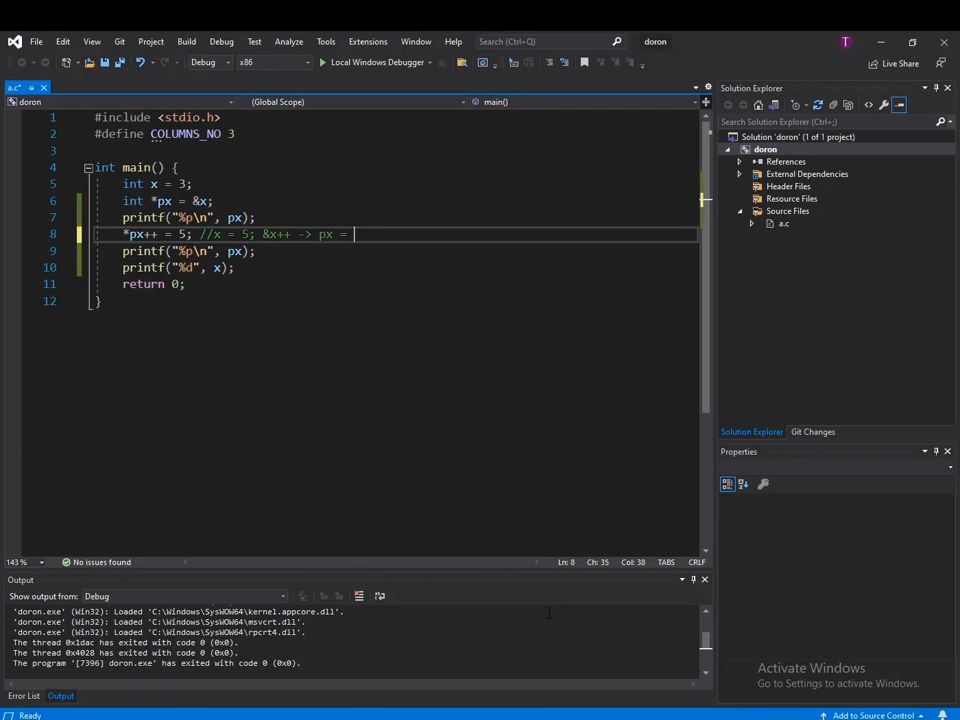 File Edit View Git Project Build Debug Test Analyze Tools Extensions Window Help Search (Ctrl+Q) doron T
Debug x86 Local Windows Debugger Live Share
a.c*
doron (Global Scope) main()
1 #include <stdio.h>
2 #define COLUMNS_NO 3
3
4 int main() {
5 int x = 3;
6 int *px = &x;
7 printf("%p\n", px);
8 *px++ = 5; //x = 5; &x++ -> px =
9 printf("%p\n", px);
10 printf("%d", x);
11 return 0;
12 }
143 % No issues found Ln: 8 Ch: 35 Col: 38 TABS CRLF
Output
Show output from: Debug
'doron.exe' (Win32): Loaded 'C:\Windows\SysWOW64\kernel.appcore.dll'.
'doron.exe' (Win32): Loaded 'C:\Windows\SysWOW64\msvcrt.dll'.
'doron.exe' (Win32): Loaded 'C:\Windows\SysWOW64\rpcrt4.dll'.
The thread 0x1dac has exited with code 0 (0x0).
The thread 0x4028 has exited with code 0 (0x0).
The program '[7396] doron.exe' has exited with code 0 (0x0).
Error List Output
Solution Explorer
Search Solution Explorer (Ctrl+;)
Solution 'doron' (1 of 1 project)
doron
References
External Dependencies
Header Files
Resource Files
Source Files
a.c
Solution Explorer Git Changes
Properties
Activate Windows
Go to Settings to activate Windows.
Ready Add to Source Control